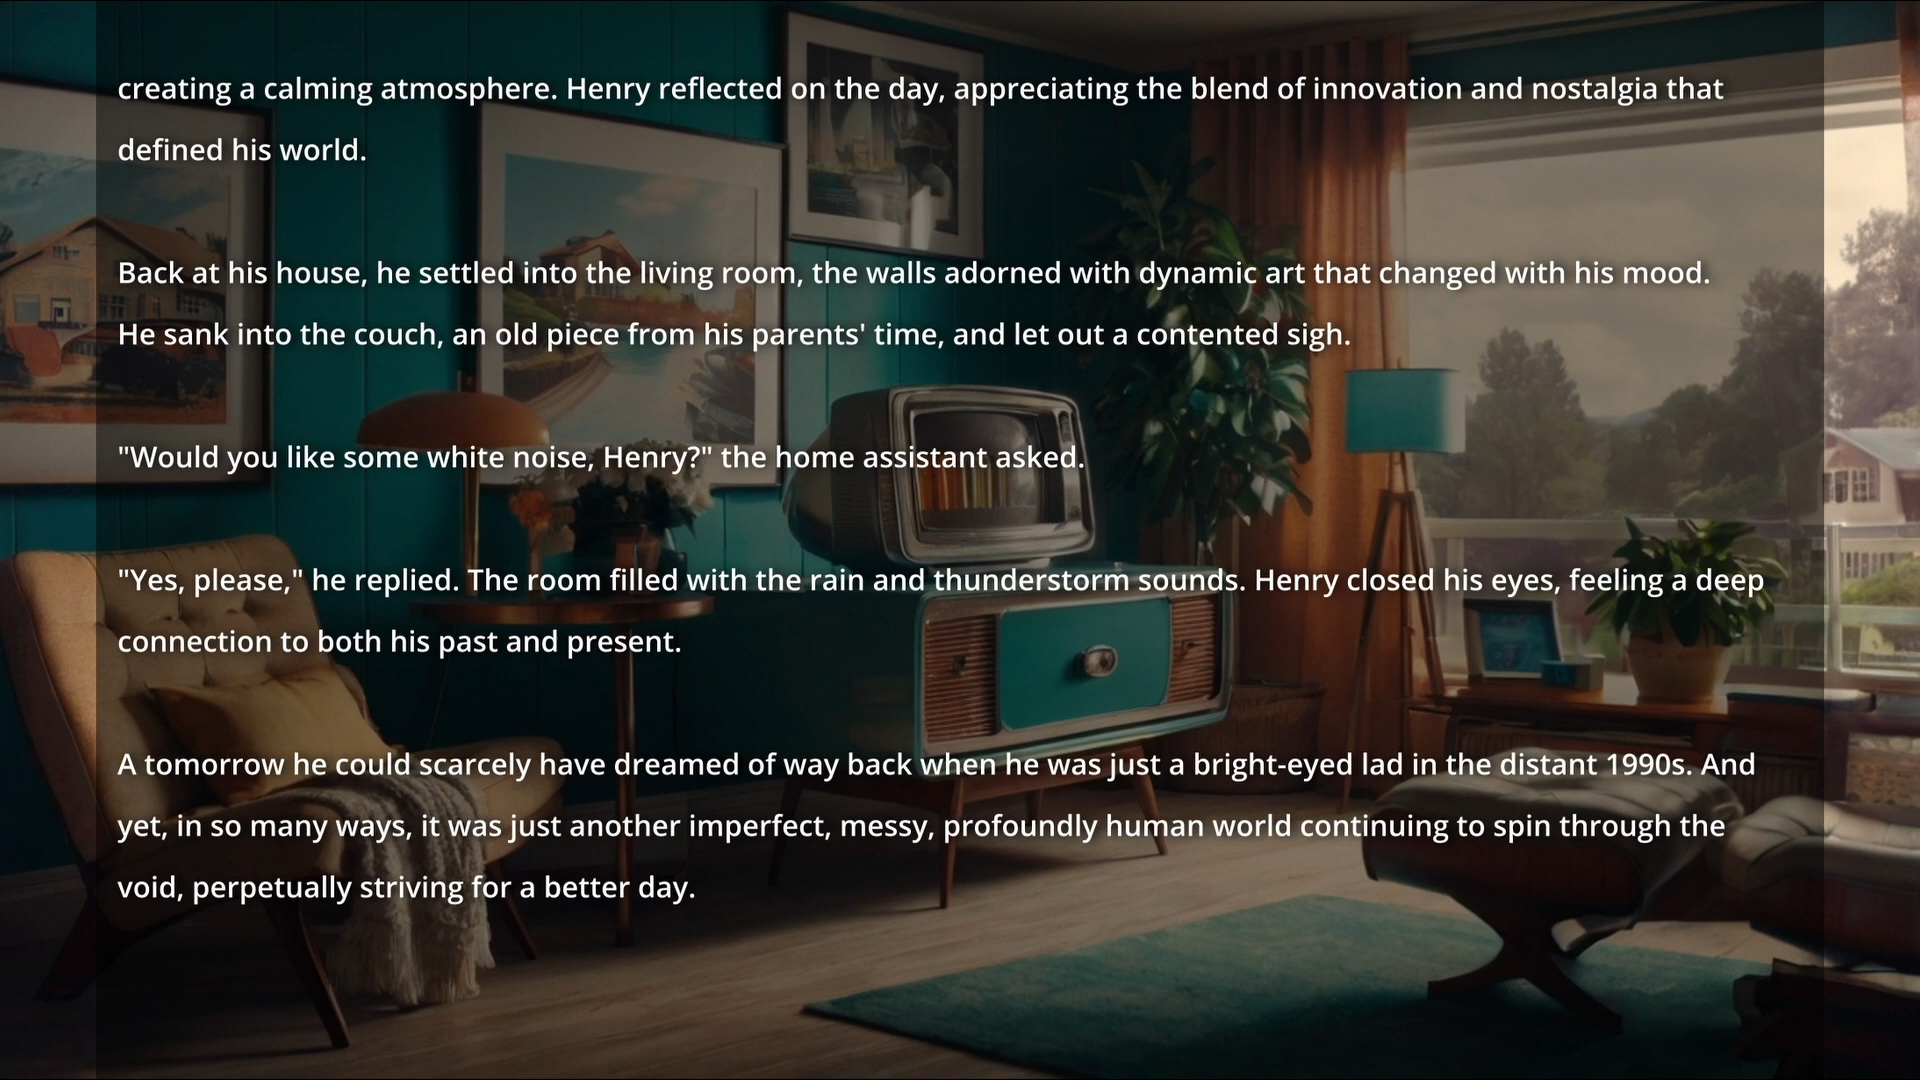 creating a calming atmosphere. Henry reflected on the day, appreciating the blend of innovation and nostalgia that
defined his world.
Back at his house, he settled into the living room, the walls adorned with dynamic art that changed with his mood.
He sank into the couch, an old piece from his parents' time, and let out a contented sigh.
"Would you like some white noise, Henry?" the home assistant asked.
"Yes, please," he replied. The room filled with the rain and thunderstorm sounds. Henry closed his eyes, feeling a deep
connection to both his past and present.
A tomorrow he could scarcely have dreamed of way back when he was just a bright-eyed lad in the distant 1990s. And
yet, in so many ways, it was just another imperfect, messy, profoundly human world continuing to spin through the
void, perpetually striving for a better day.